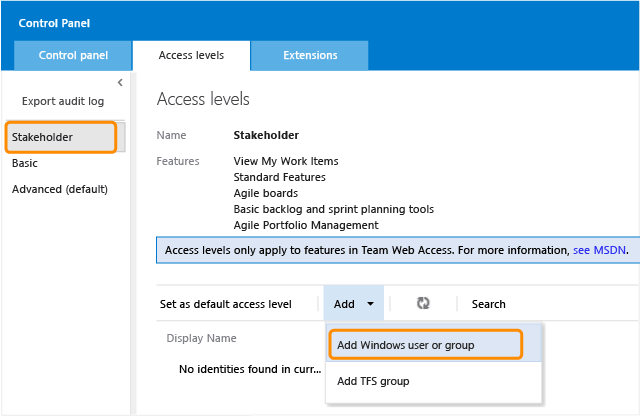 Control Panel
Control panel
Access levels
Extensions
Export audit log
Stakeholder
Basic
Advanced (default)
Access levels
Name Stakeholder
Features View My Work Items
Standard Features
Agile boards
Basic backlog and sprint planning tools
Agile Portfolio Management
Access levels only apply to features in Team Web Access. For more information, see MSDN.
Set as default access level Add Search
Display Name
No identities found in curr...
Add Windows user or group
Add TFS group